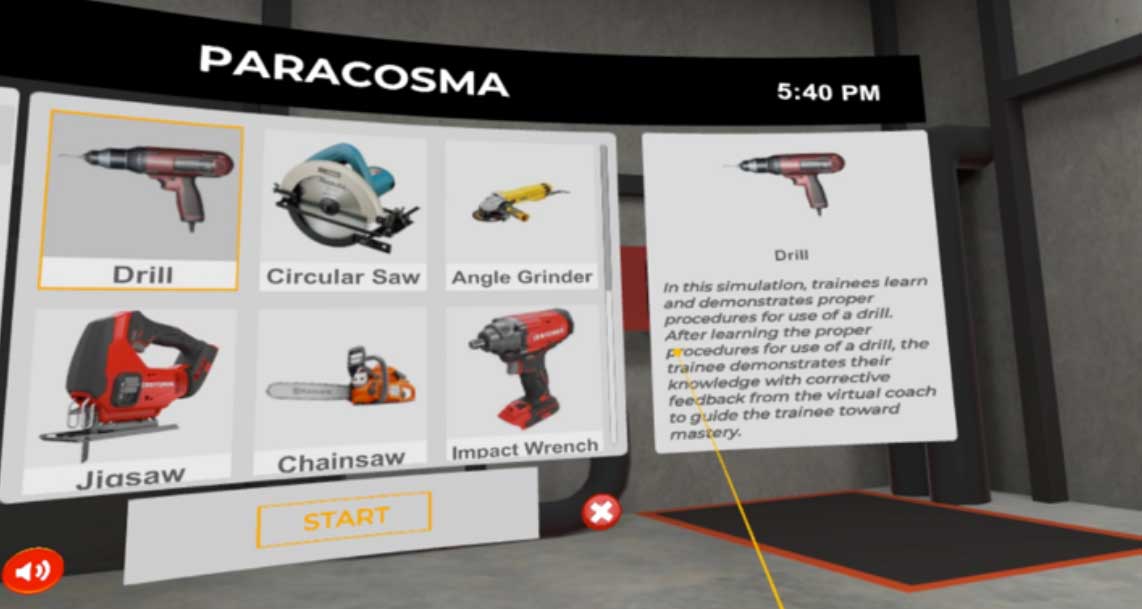 PARACOSMA
5:40 PM
Drill
Circular Saw
Angle Grinder
Jigsaw
Chainsaw
Impact Wrench
START
Drill
In this simulation, trainees learn
and demonstrates proper
procedures for use of a drill.
After learning the proper
procedures for use of a drill, the
trainee demonstrates their
knowledge with corrective
feedback from the virtual coach
to guide the trainee toward
mastery.